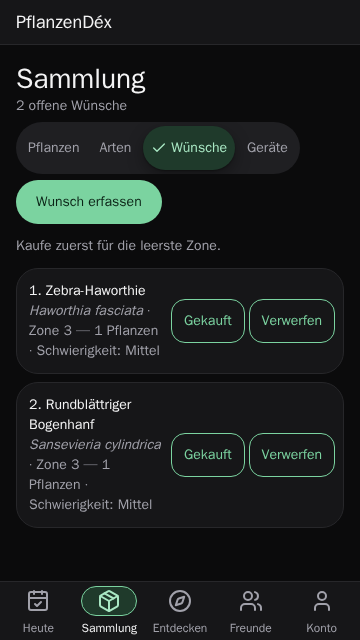 PflanzenDéx
Sammlung
2 offene Wünsche
Pflanzen
Arten
Wünsche
Geräte
Wunsch erfassen
Kaufe zuerst für die leerste Zone.
1. Zebra-Haworthie
Haworthia fasciata ·
Zone 3 — 1 Pflanzen
· Schwierigkeit: Mittel
Gekauft
Verwerfen
2. Rundblättriger
Bogenhanf
Sansevieria cylindrica
· Zone 3 — 1
Pflanzen ·
Schwierigkeit: Mittel
Gekauft
Verwerfen
Heute
Sammlung
Entdecken
Freunde
Konto